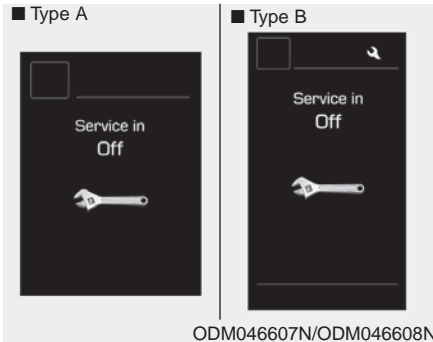 ■ Type A
Service in
Off
■ Type B
Service in
Off
ODM046607N/ODM046608N